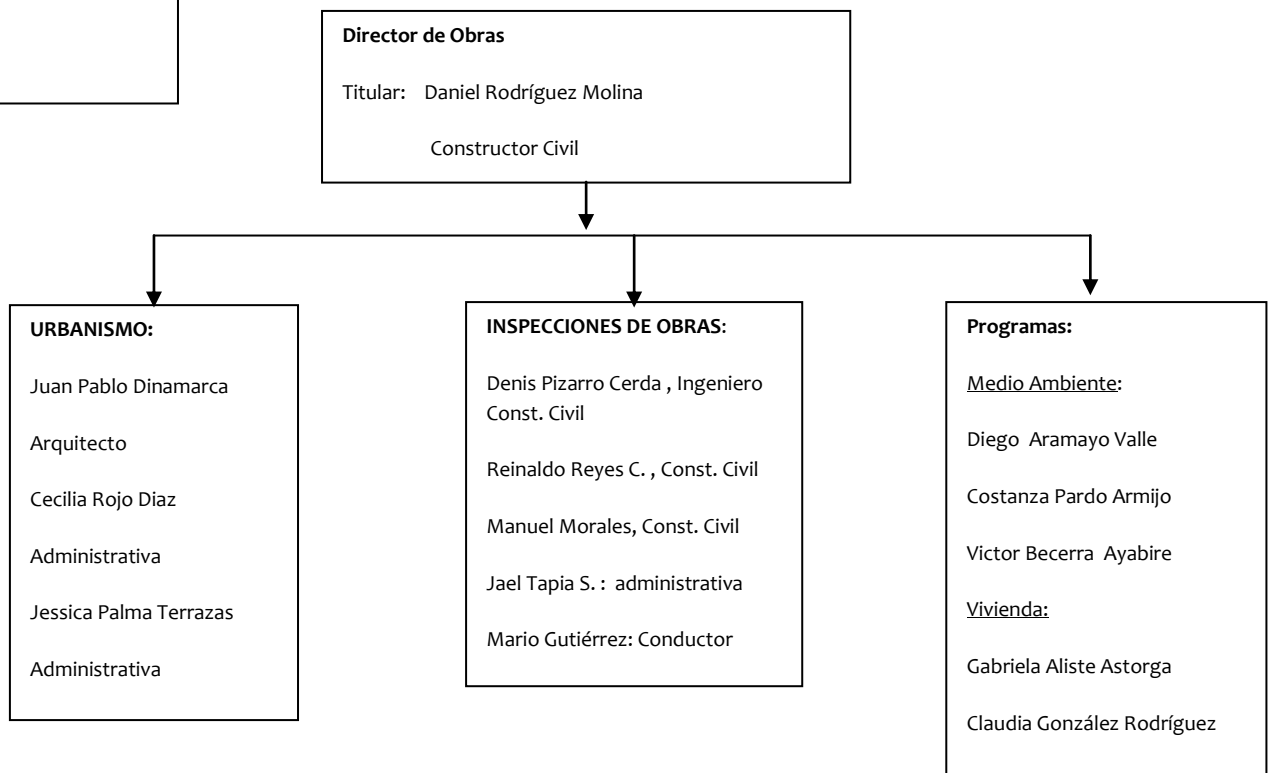 Director de Obras
Titular: Daniel Rodríguez Molina
Constructor Civil
URBANISMO:
Juan Pablo Dinamarca
Arquitecto
Cecilia Rojo Diaz
Administrativa
Jessica Palma Terrazas
Administrativa
INSPECCIONES DE OBRAS:
Denis Pizarro Cerda , Ingeniero
Const. Civil
Reinaldo Reyes C. , Const. Civil
Manuel Morales, Const. Civil
Jael Tapia S. : administrativa
Mario Gutiérrez: Conductor
Programas:
Medio Ambiente:
Diego Aramayo Valle
Costanza Pardo Armijo
Victor Becerra Ayabire
Vivienda:
Gabriela Aliste Astorga
Claudia González Rodríguez